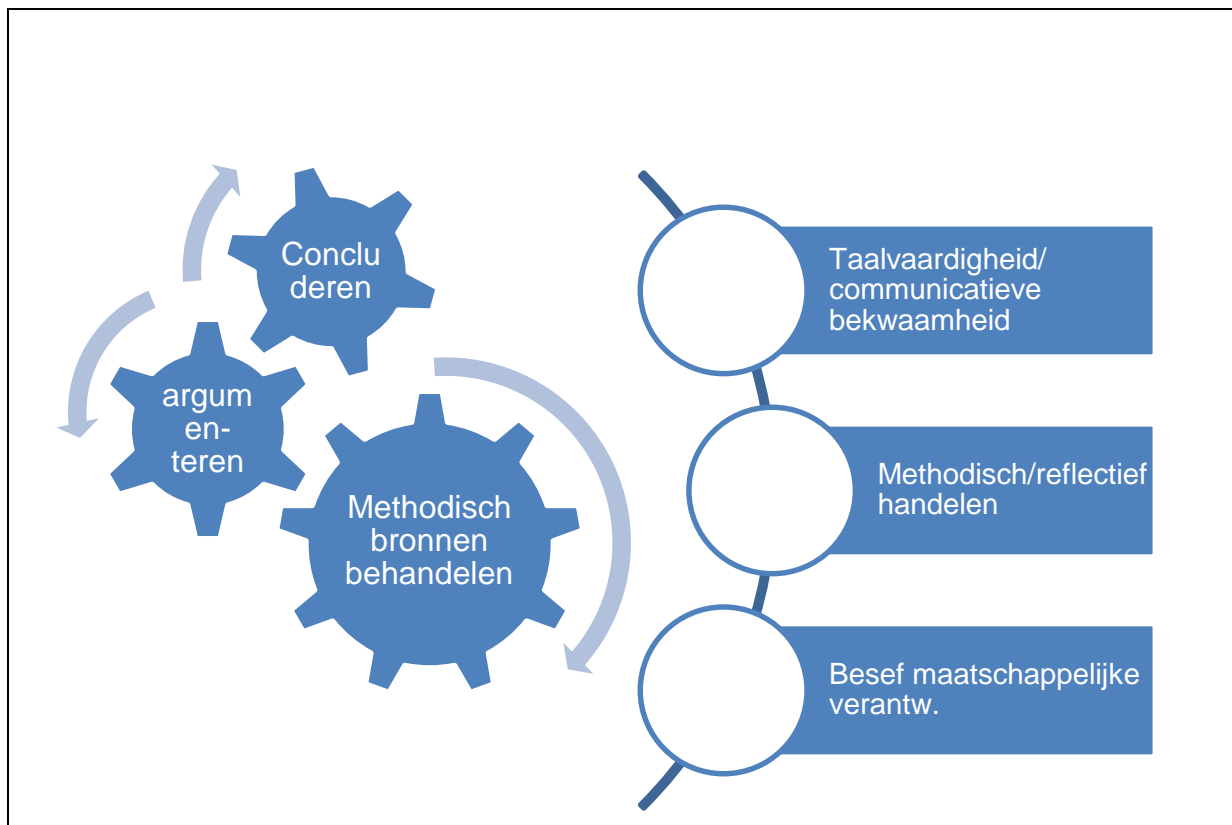 Conclu
deren
argum
en-
teren
Methodisch
bronnen
behandelen
Taalvaardigheid/
communicatieve
bekwaamheid
Methodisch/reflectief
handelen
Besef maatschappelijke
verantw.